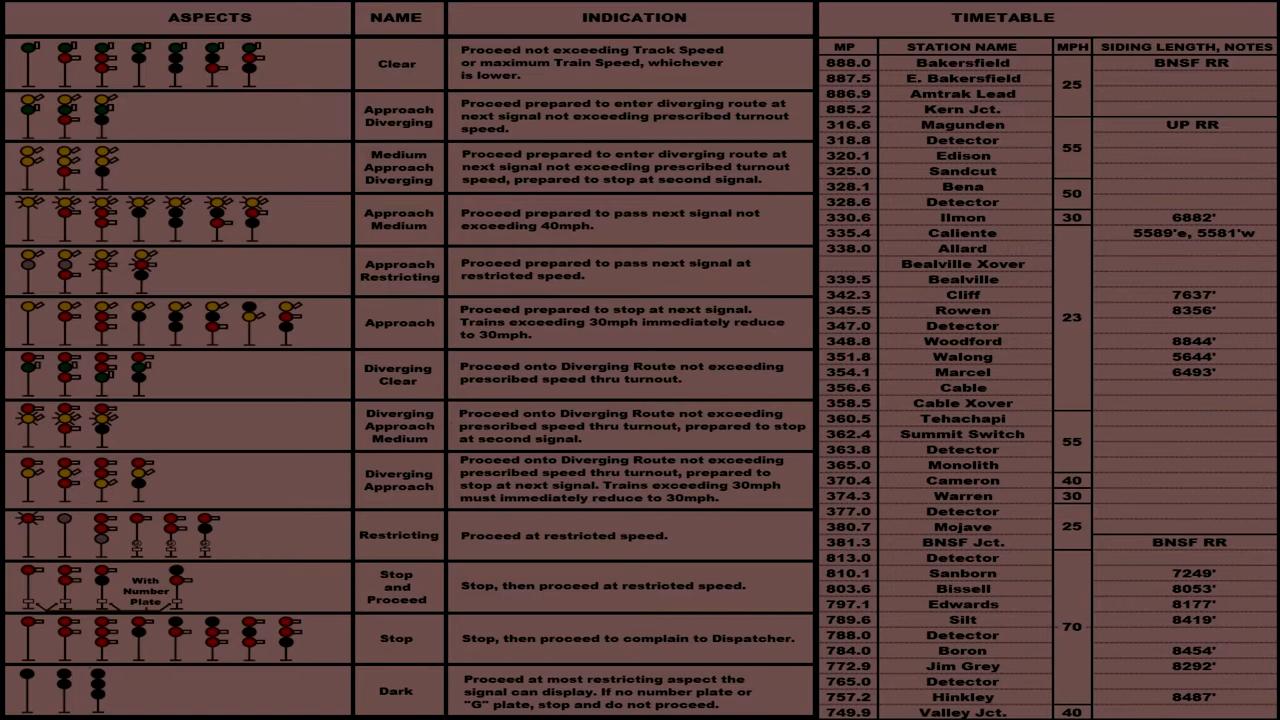 ASPECTS NAME INDICATION
Clear
Proceed not exceeding Track Speed
or maximum Train Speed, whichever
is lower.
Approach
Diverging
Proceed prepared to enter diverging route at
next signal not exceeding prescribed turnout
speed.
Medium
Approach
Diverging
Proceed prepared to enter diverging route at
next signal not exceeding prescribed turnout
speed, prepared to stop at second signal.
Approach
Medium
Proceed prepared to pass next signal not
exceeding 40mph.
Approach
Restricting
Proceed prepared to pass next signal at
restricted speed.
Approach
Proceed prepared to stop at next signal.
Trains exceeding 30mph immediately reduce
to 30mph.
Diverging
Clear
Proceed onto Diverging Route not exceeding
prescribed speed thru turnout.
Diverging
Approach
Medium
Proceed onto Diverging Route not exceeding
prescribed speed thru turnout, prepared to stop
at second signal.
Diverging
Approach
Proceed onto Diverging Route not exceeding
prescribed speed thru turnout, prepared to
stop at next signal. Trains exceeding 30mph
must immediately reduce to 30mph.
Restricting
Proceed at restricted speed.
With
Number
Plate
Stop
and
Proceed
Stop, then proceed at restricted speed.
Stop
Stop, then proceed to complain to Dispatcher.
Dark
Proceed at most restricting aspect the
signal can display. If no number plate or
"G" plate, stop and do not proceed.
TIMETABLE
MP STATION NAME MPH SIDING LENGTH, NOTES
888.0 Bakersfield BNSF RR
887.5 E. Bakersfield
25
886.9 Amtrak Lead
885.2 Kern Jct.
316.6 Magunden UP RR
318.8 Detector
55
320.1 Edison
325.0 Sandcut
328.1 Bena
50
328.6 Detector
330.6 Ilmon 30 6882'
335.4 Caliente 5589'e, 5581'w
338.0 Allard
Bealville Xover
339.5 Bealville
342.3 Cliff 7637'
345.5 Rowen 8356'
23
347.0 Detector
348.8 Woodford 8844'
351.8 Walong 5644'
354.1 Marcel 6493'
356.6 Cable
358.5 Cable Xover
360.5 Tehachapi
362.4 Summit Switch
55
363.8 Detector
365.0 Monolith
370.4 Cameron 40
374.3 Warren 30
377.0 Detector
380.7 Mojave 25
381.3 BNSF Jct. BNSF RR
813.0 Detector
810.1 Sanborn 7249'
803.6 Bissell 8053'
797.1 Edwards 8177'
789.6 Silt 8419'
70
788.0 Detector
784.0 Boron 8454'
772.9 Jim Grey 8292'
765.0 Detector
757.2 Hinkley 8487'
749.9 Valley Jct. 40